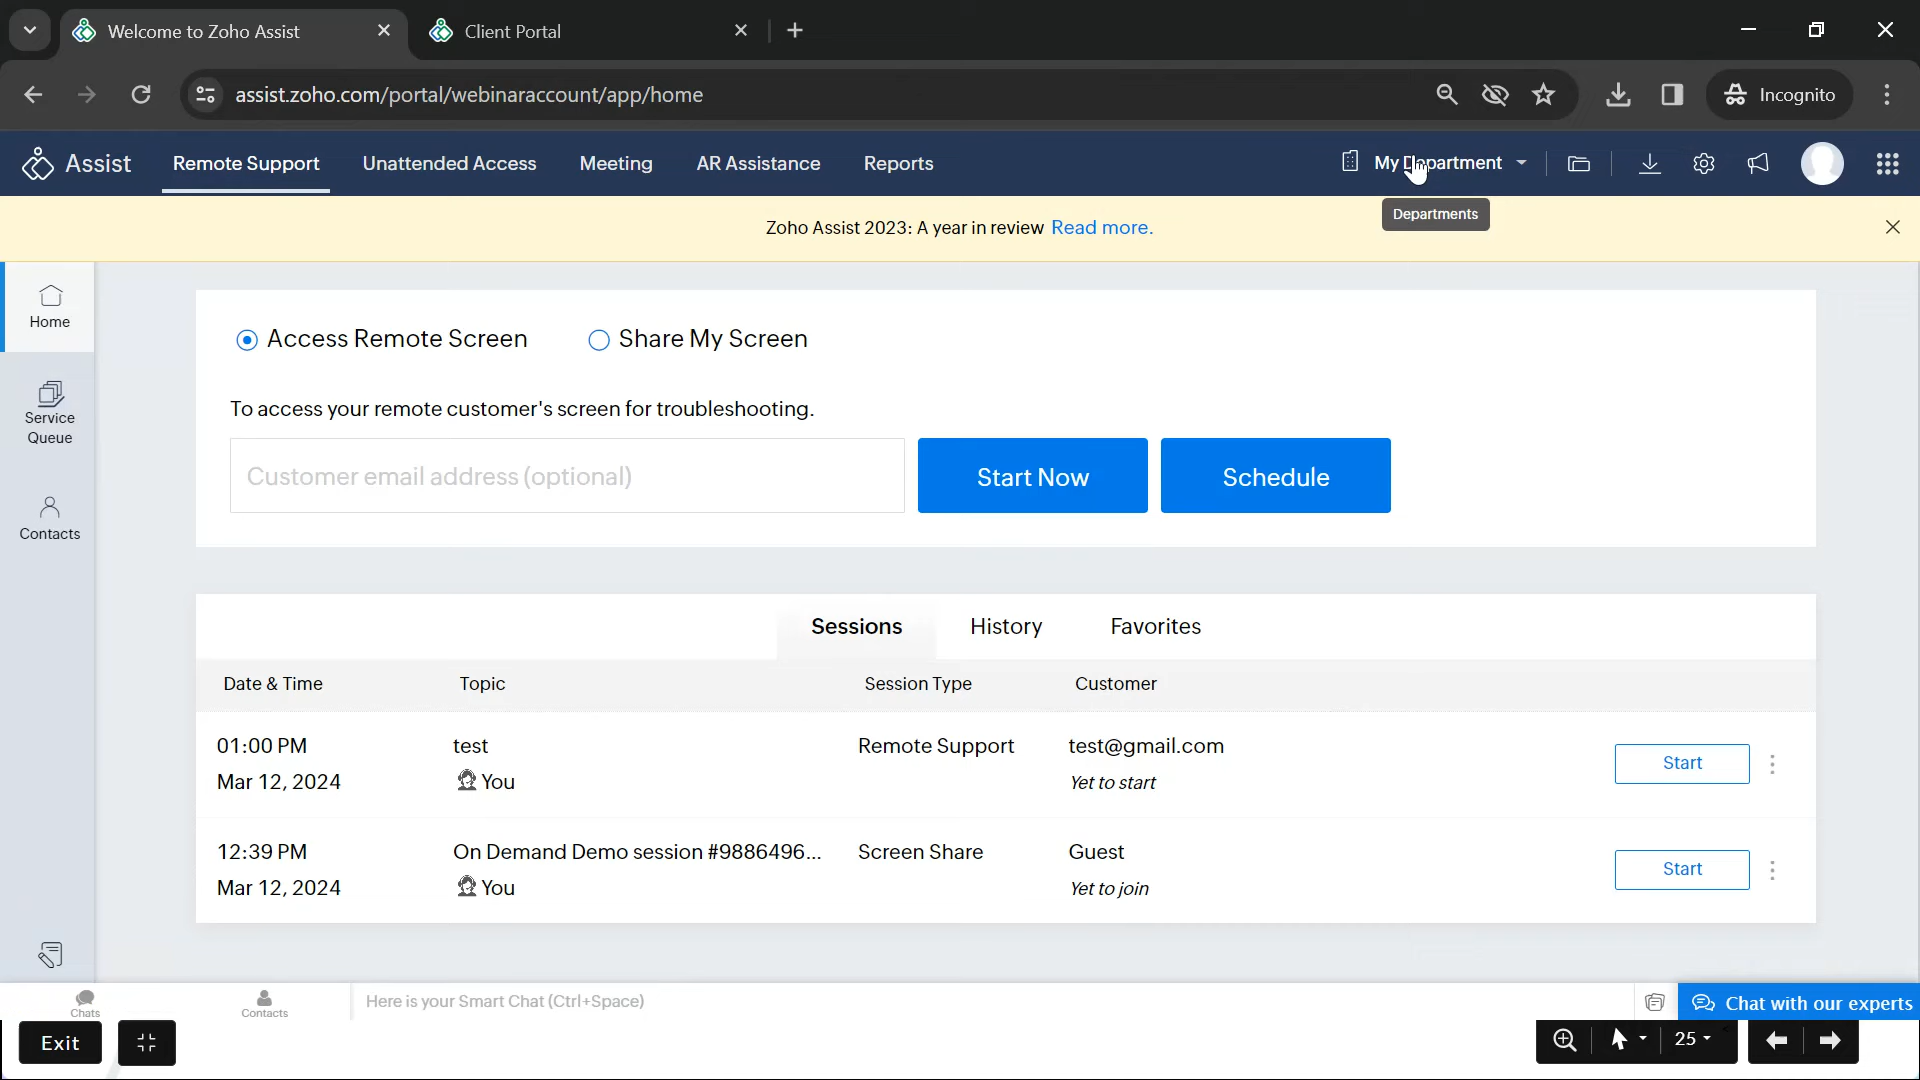 Welcome to Zoho Assist
Client Portal
assist.zoho.com/portal/webinaraccount/app/home
Incognito
Assist
Remote Support
Unattended Access
Meeting
AR Assistance
Reports
My Department
Departments
Zoho Assist 2023: A year in review Read more.
Home
Service
Queue
Contacts
Access Remote Screen
Share My Screen
To access your remote customer's screen for troubleshooting.
Customer email address (optional)
Start Now
Schedule
Sessions
History
Favorites
Date & Time
Topic
Session Type
Customer
01:00 PM
Mar 12, 2024
test
You
Remote Support
test@gmail.com
Yet to start
Start
12:39 PM
Mar 12, 2024
On Demand Demo session #9886496...
You
Screen Share
Guest
Yet to join
Start
Chats
Contacts
Here is your Smart Chat (Ctrl+Space)
Chat with our experts
Exit
25